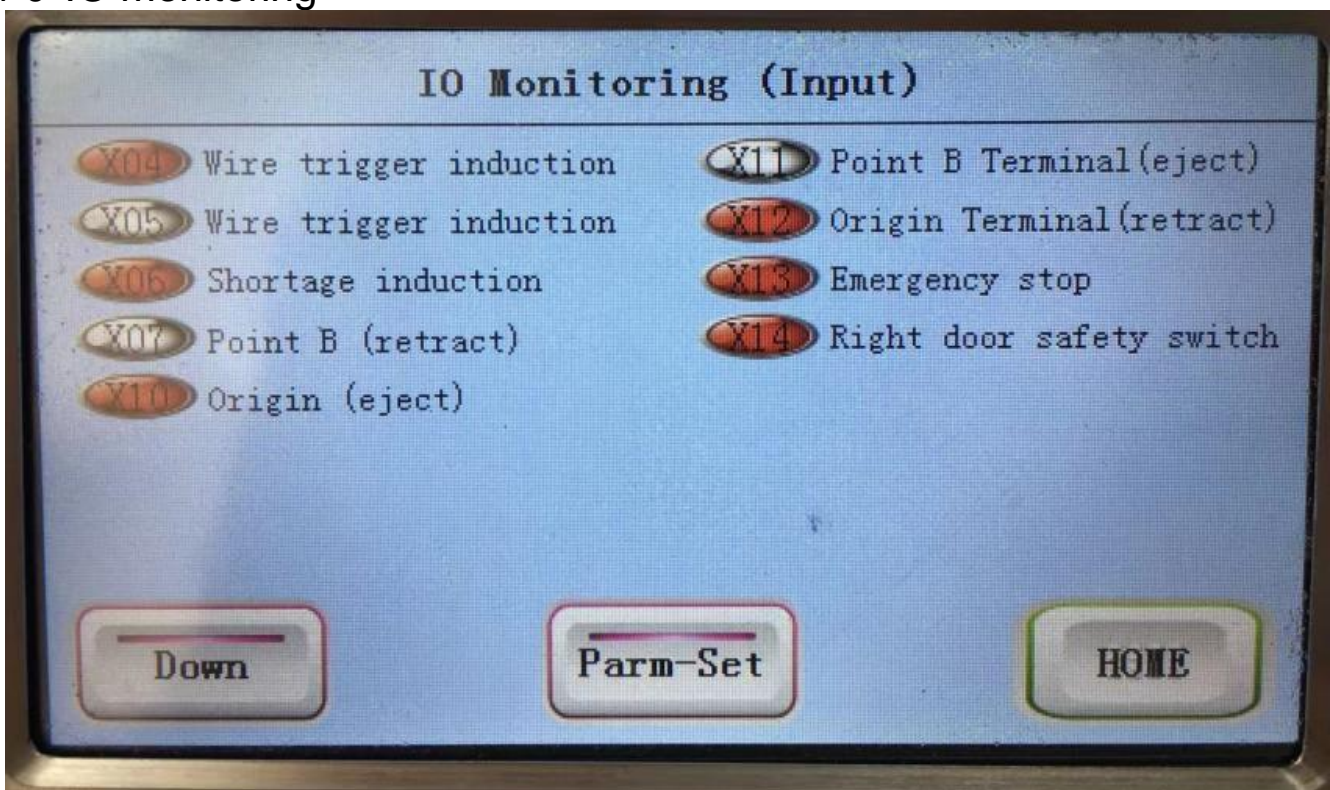 IO Monitoring (Input)
X04 Wire trigger induction
X05 Wire trigger induction
X06 Shortage induction
X07 Point B (retract)
X10 Origin (eject)
X11 Point B Terminal(eject)
X12 Origin Terminal(retract)
X13 Emergency stop
X14 Right door safety switch
Down
Parm-Set
HOME